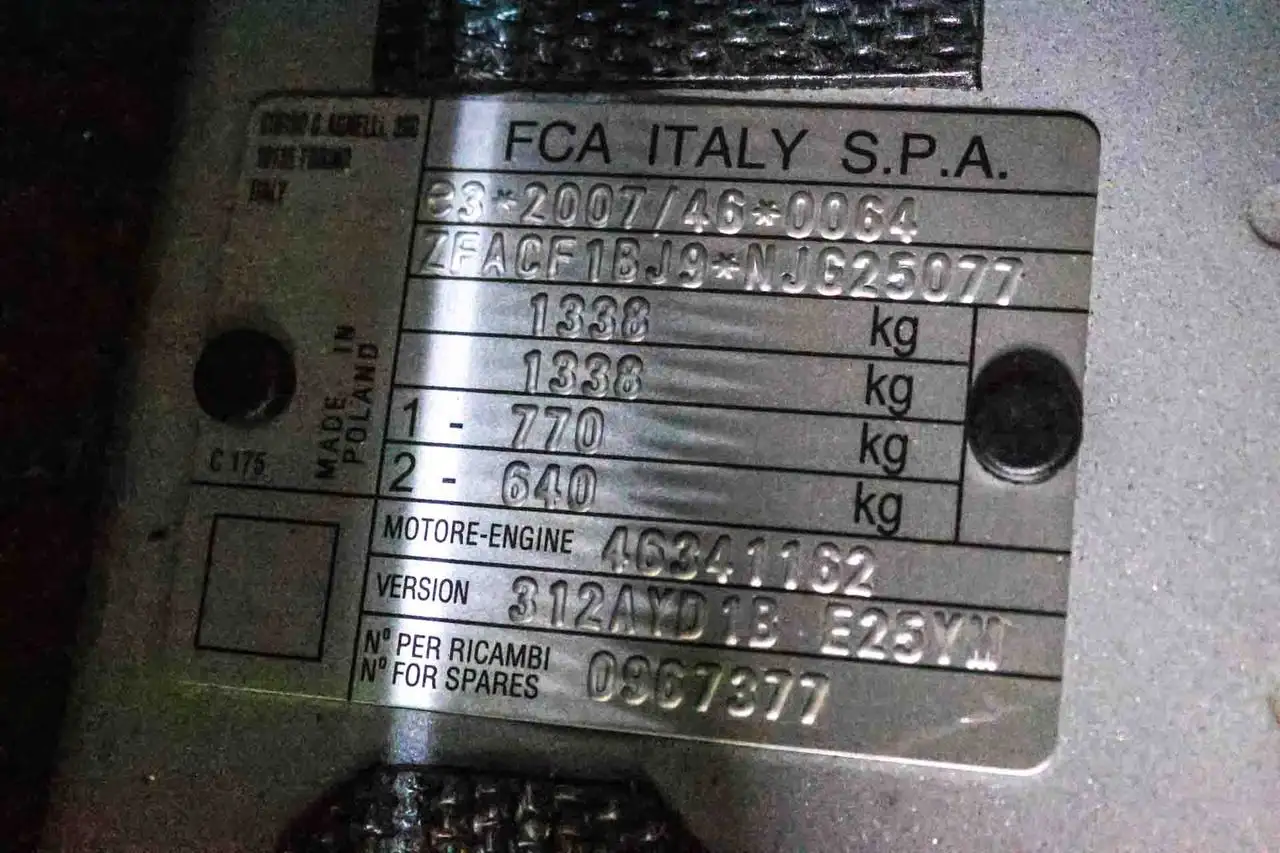 FCA ITALY S.P.A.
e3*2007/46*0064
ZFACF1BJ9*NJG25077
1338 kg
1338 kg
1 - 770 kg
2 - 640 kg
MOTORE-ENGINE 46341162
VERSION 312AYD1B E25YM
N° PER RICAMBI
N° FOR SPARES 0967377
ITALY
MADE IN
POLAND
C 175